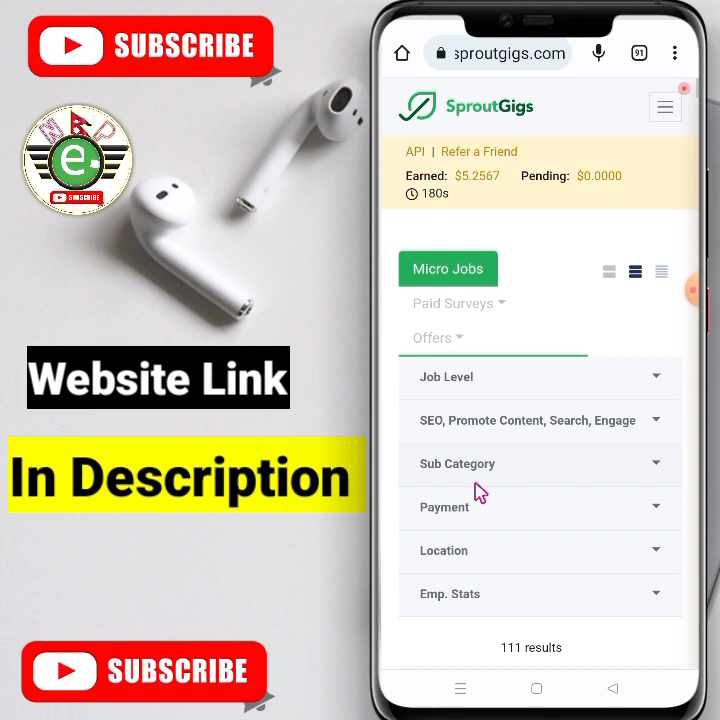 SUBSCRIBE
M P
e
SUBSCRIBE
Website Link
In Description
SUBSCRIBE
sproutgigs.com
91
SproutGigs
API | Refer a Friend
Earned: $5.2567 Pending: $0.0000
180s
Micro Jobs
Paid Surveys
Offers
Job Level
SEO, Promote Content, Search, Engage
Sub Category
Payment
Location
Emp. Stats
111 results